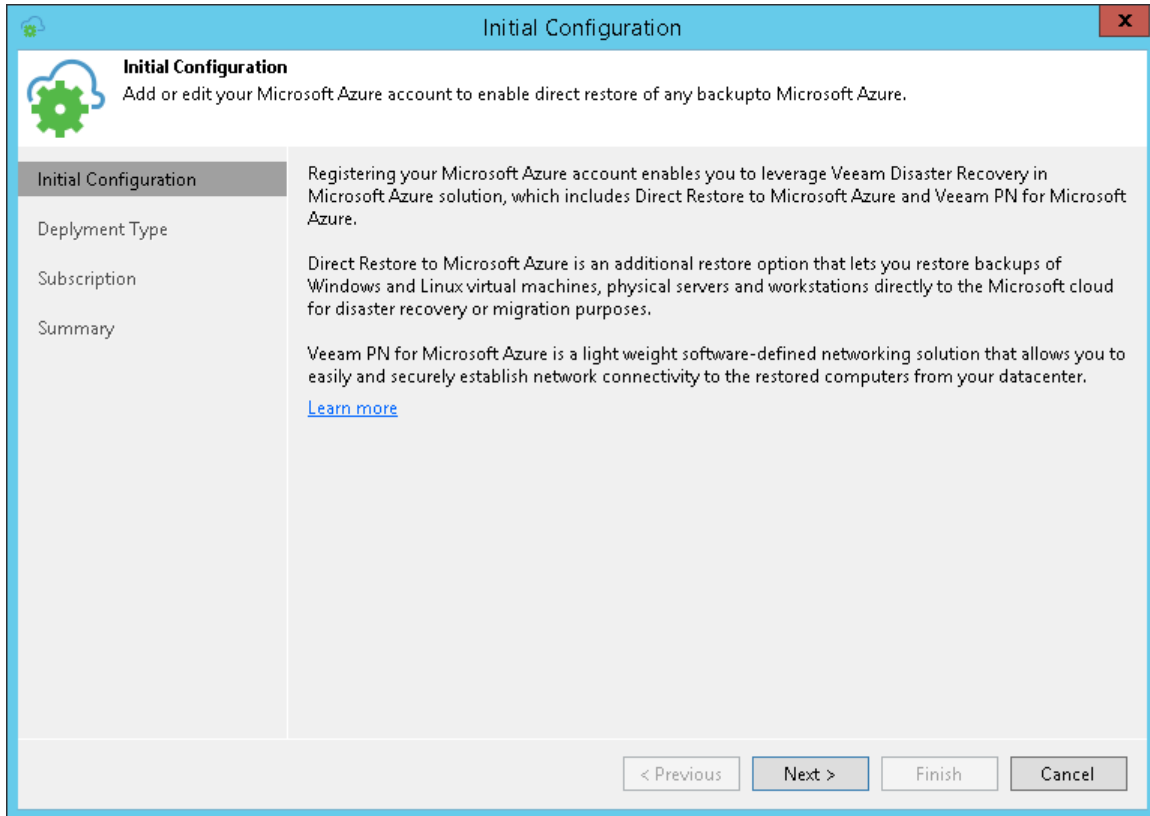 Initial Configuration
x
Initial Configuration
Add or edit your Microsoft Azure account to enable direct restore of any backupto Microsoft Azure.
Initial Configuration
Deplyment Type
Subscription
Summary
Registering your Microsoft Azure account enables you to leverage Veeam Disaster Recovery in
Microsoft Azure solution, which includes Direct Restore to Microsoft Azure and Veeam PN for Microsoft
Azure.
Direct Restore to Microsoft Azure is an additional restore option that lets you restore backups of
Windows and Linux virtual machines, physical servers and workstations directly to the Microsoft cloud
for disaster recovery or migration purposes.
Veeam PN for Microsoft Azure is a light weight software-defined networking solution that allows you to
easily and securely establish network connectivity to the restored computers from your datacenter.
Learn more
< Previous
Next >
Finish
Cancel